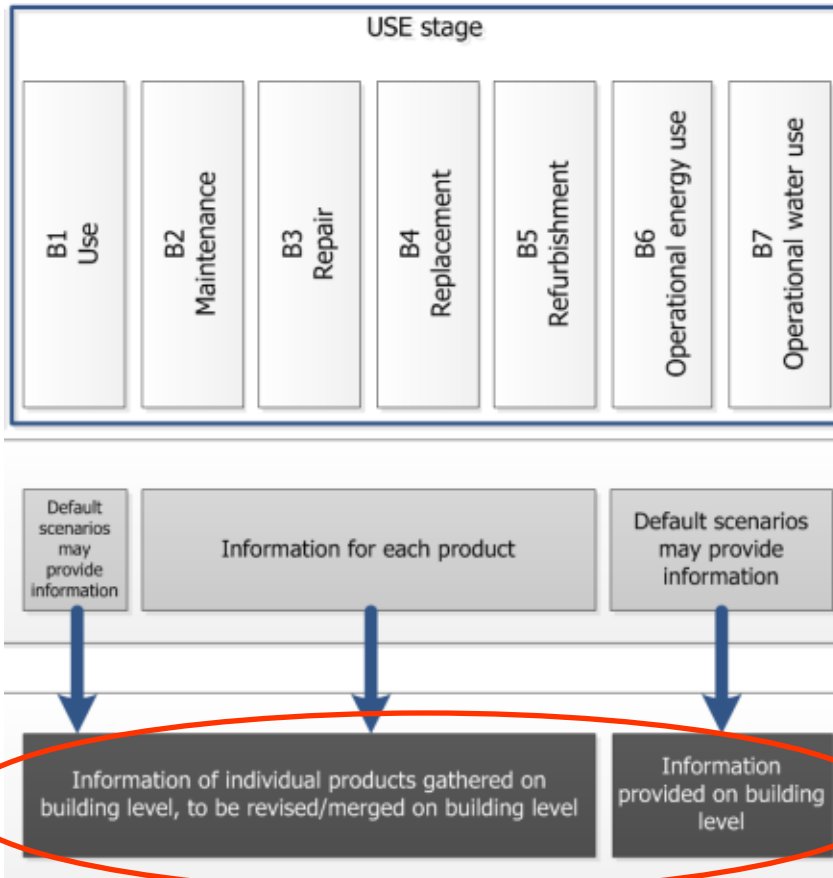 USE stage
B1
Use
B2
Maintenance
B3
Repair
B4
Replacement
B5
Refurbishment
B6
Operational energy use
B7
Operational water use
Default
scenarios
may
provide
information
Information for each product
Default scenarios
may provide
information
Information of individual products gathered on
building level, to be revised/merged on building level
Information
provided on building
level